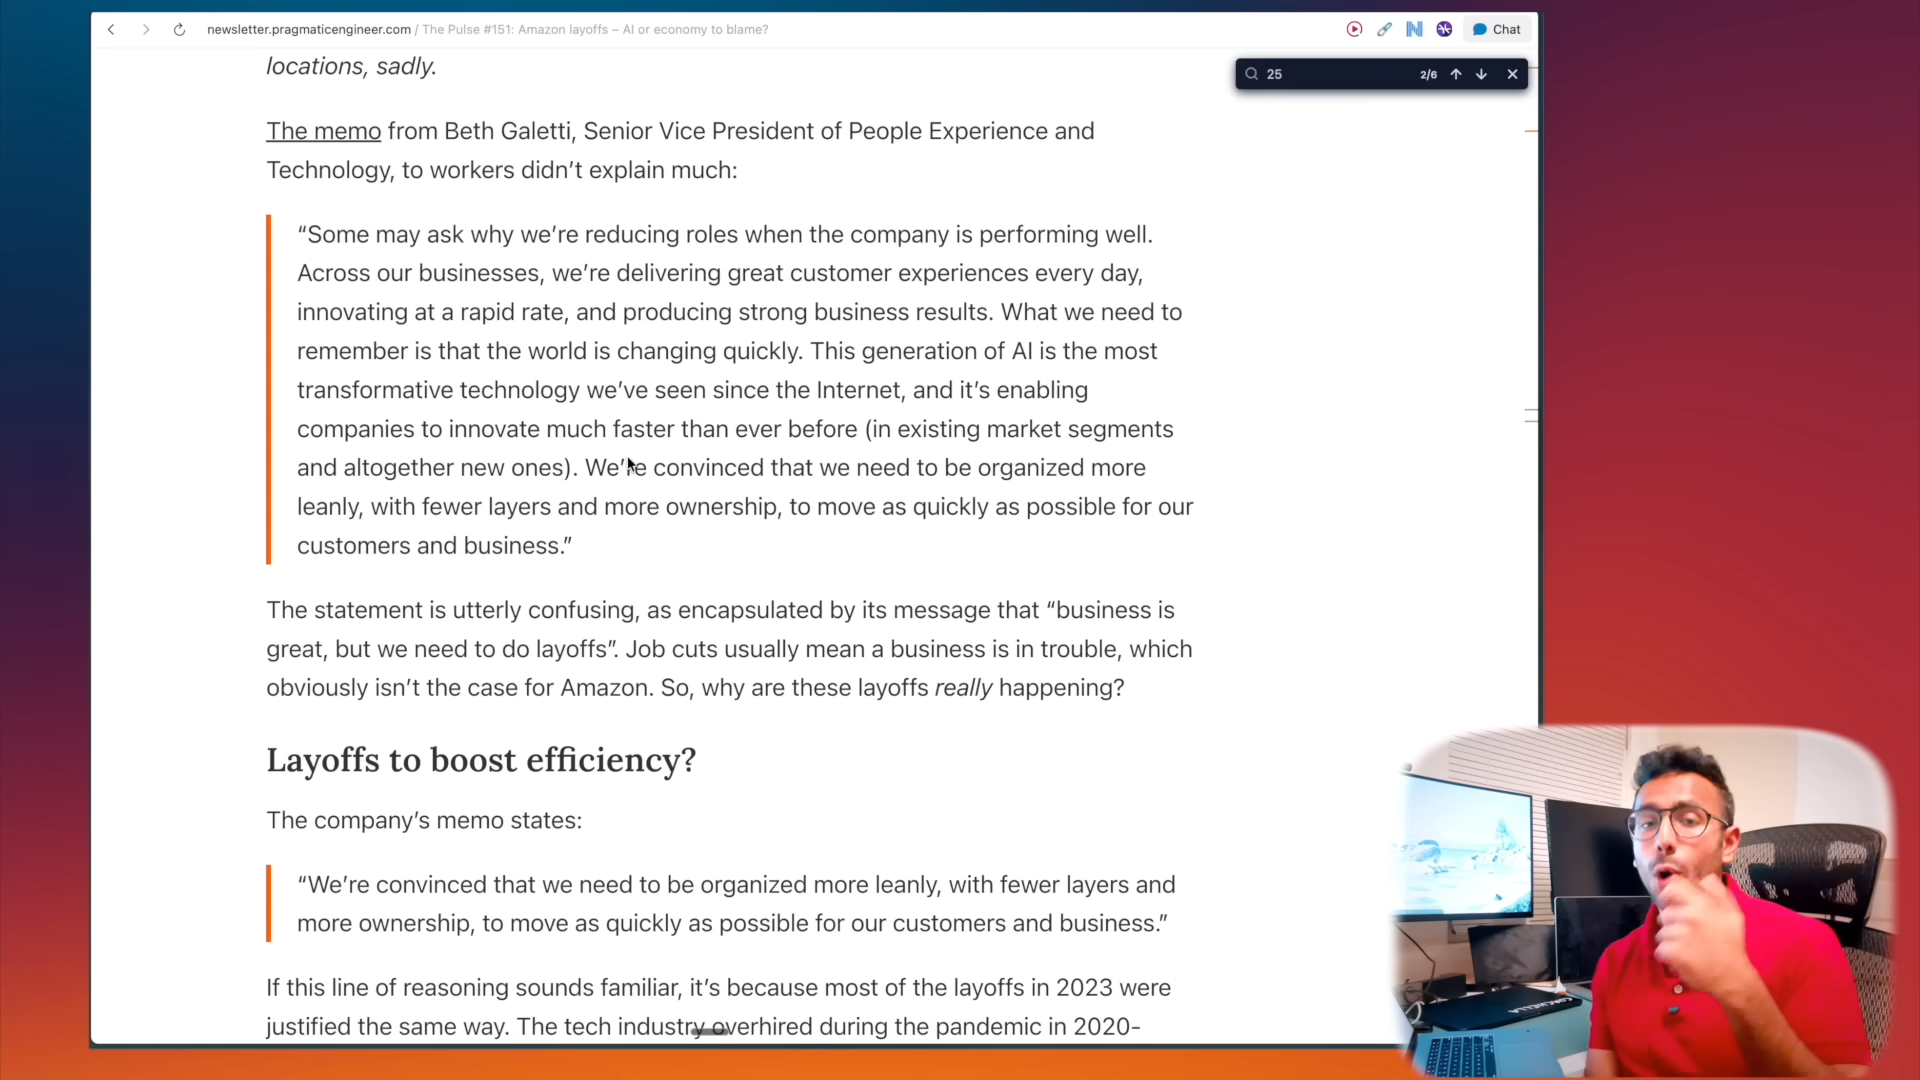 newsletter.pragmaticengineer.com / The Pulse #151: Amazon layoffs – AI or economy to blame?
Chat
25
2/6
locations, sadly.
The memo from Beth Galetti, Senior Vice President of People Experience and
Technology, to workers didn’t explain much:
“Some may ask why we’re reducing roles when the company is performing well.
Across our businesses, we’re delivering great customer experiences every day,
innovating at a rapid rate, and producing strong business results. What we need to
remember is that the world is changing quickly. This generation of AI is the most
transformative technology we’ve seen since the Internet, and it’s enabling
companies to innovate much faster than ever before (in existing market segments
and altogether new ones). We’re convinced that we need to be organized more
leanly, with fewer layers and more ownership, to move as quickly as possible for our
customers and business.”
The statement is utterly confusing, as encapsulated by its message that “business is
great, but we need to do layoffs”. Job cuts usually mean a business is in trouble, which
obviously isn’t the case for Amazon. So, why are these layoffs really happening?
Layoffs to boost efficiency?
The company’s memo states:
“We’re convinced that we need to be organized more leanly, with fewer layers and
more ownership, to move as quickly as possible for our customers and business.”
If this line of reasoning sounds familiar, it’s because most of the layoffs in 2023 were
justified the same way. The tech industry overhired during the pandemic in 2020-